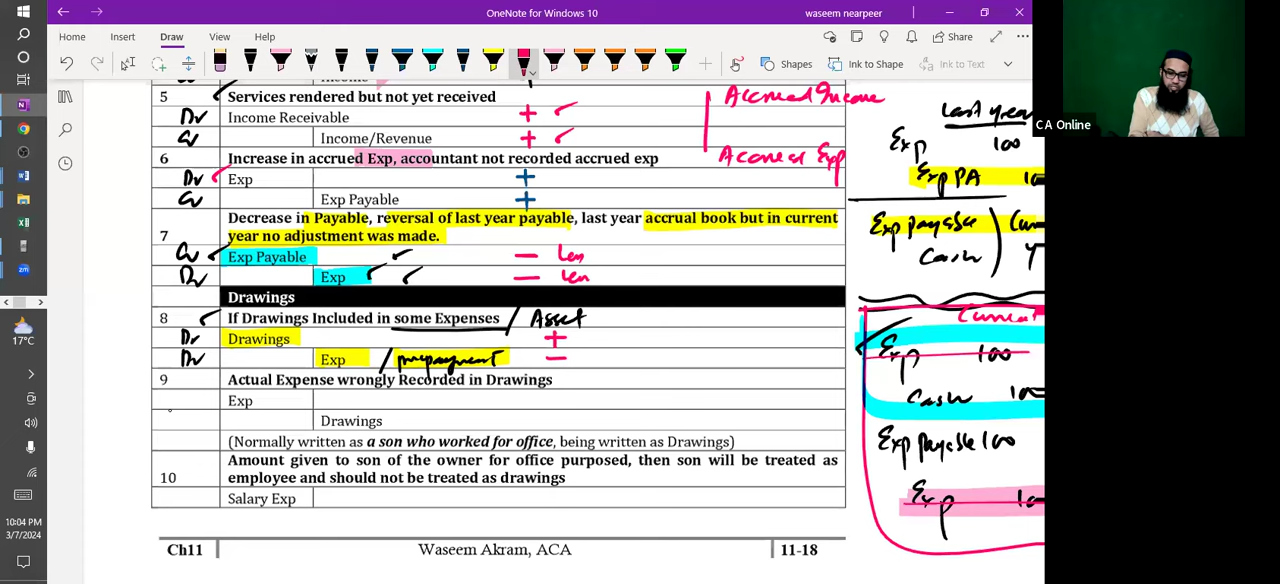 OneNote for Windows 10
waseem nearpeer
Home Insert Draw View Help
Share
Shapes Ink to Shape Ink to Text
Income
5 Services rendered but not yet received
Dr Income Receivable +
Cr Income/Revenue +
Accrued Income
6 Increase in accrued Exp, accountant not recorded accrued exp
Accrued Exp
Dr Exp +
Cr Exp Payable +
Decrease in Payable, reversal of last year payable, last year accrual book but in current
7 year no adjustment was made.
Cr Exp Payable — Less
Dr Exp — Less
Drawings
8 If Drawings Included in some Expenses / Asset
Dr Drawings +
Dr Exp / prepayment —
9 Actual Expense wrongly Recorded in Drawings
Exp
Drawings
(Normally written as a son who worked for office, being written as Drawings)
Amount given to son of the owner for office purposed, then son will be treated as
10 employee and should not be treated as drawings
Salary Exp
Ch11 Waseem Akram, ACA 11-18
Last year
Exp 100
Exp PA
Exp payable
Cash
Exp 100
Cash
Exp payable 100
Exp
CA Online
17°C
10:04 PM
3/7/2024